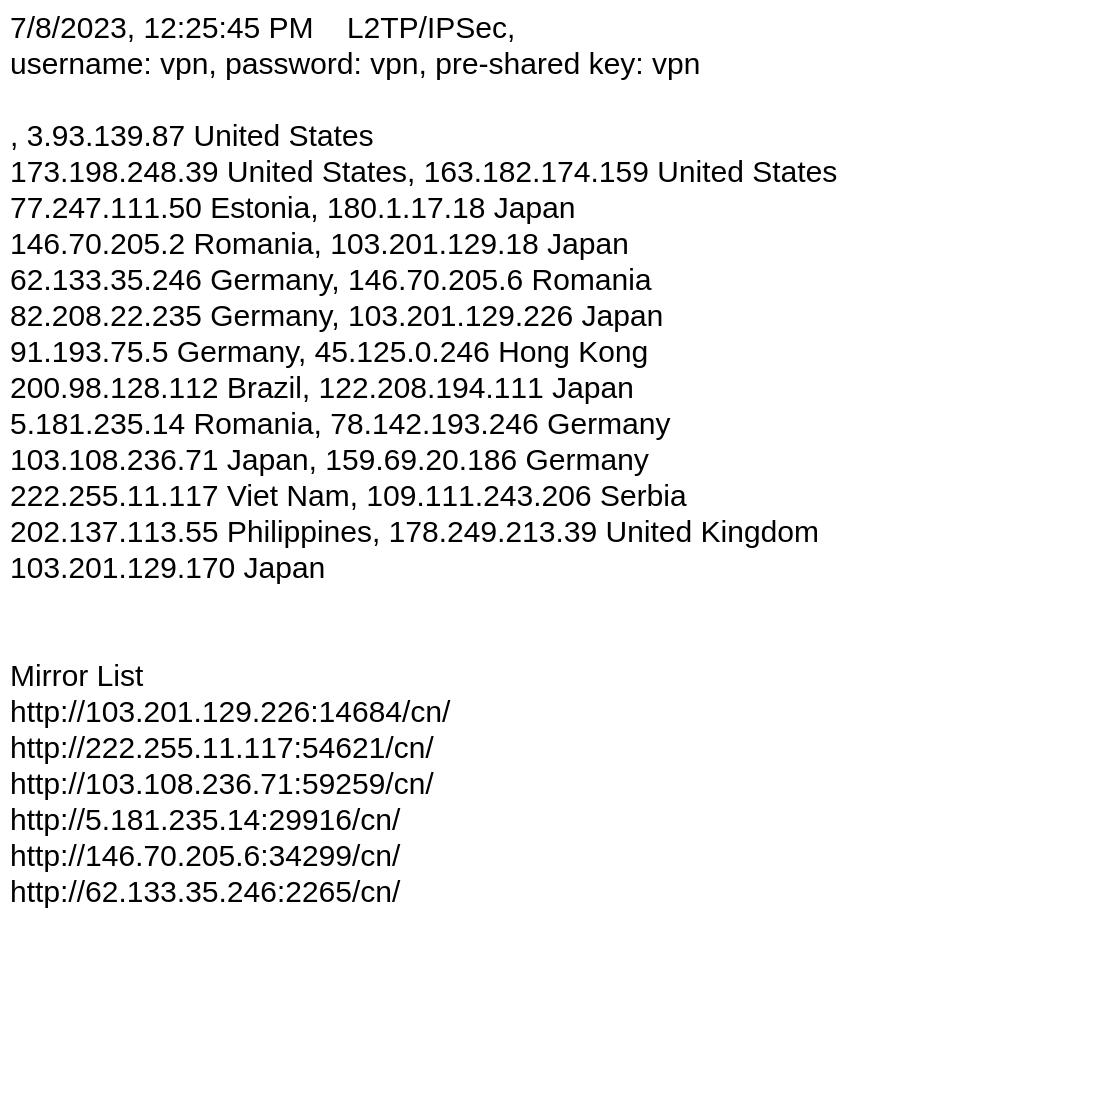 7/8/2023, 12:25:45 PM    L2TP/IPSec,
username: vpn, password: vpn, pre-shared key: vpn
, 3.93.139.87 United States
173.198.248.39 United States, 163.182.174.159 United States
77.247.111.50 Estonia, 180.1.17.18 Japan
146.70.205.2 Romania, 103.201.129.18 Japan
62.133.35.246 Germany, 146.70.205.6 Romania
82.208.22.235 Germany, 103.201.129.226 Japan
91.193.75.5 Germany, 45.125.0.246 Hong Kong
200.98.128.112 Brazil, 122.208.194.111 Japan
5.181.235.14 Romania, 78.142.193.246 Germany
103.108.236.71 Japan, 159.69.20.186 Germany
222.255.11.117 Viet Nam, 109.111.243.206 Serbia
202.137.113.55 Philippines, 178.249.213.39 United Kingdom
103.201.129.170 Japan
Mirror List
http://103.201.129.226:14684/cn/
http://222.255.11.117:54621/cn/
http://103.108.236.71:59259/cn/
http://5.181.235.14:29916/cn/
http://146.70.205.6:34299/cn/
http://62.133.35.246:2265/cn/